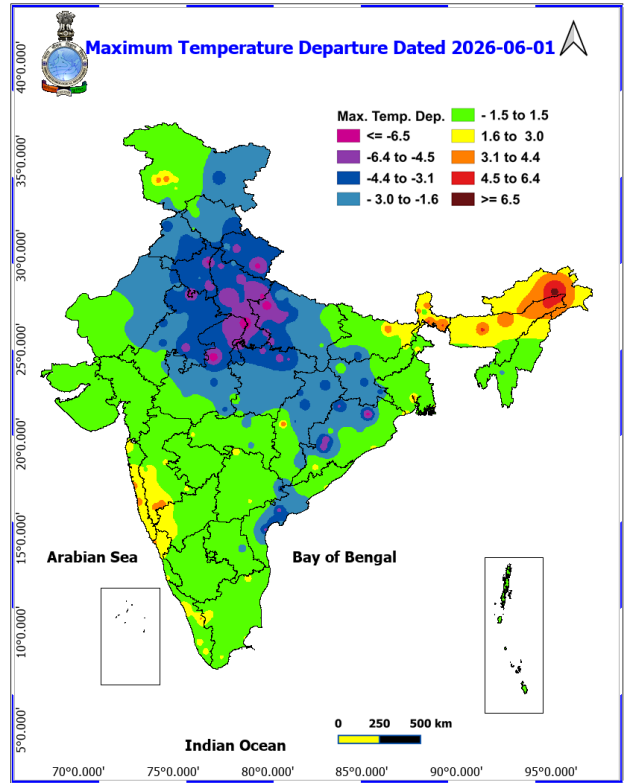 Maximum Temperature Departure Dated 2026-06-01
Max. Temp. Dep.
<= -6.5
-6.4 to -4.5
-4.4 to -3.1
- 3.0 to -1.6
- 1.5 to 1.5
1.6 to 3.0
3.1 to 4.4
4.5 to 6.4
>= 6.5
40°0.000'
35°0.000'
30°0.000'
25°0.000'
20°0.000'
15°0.000'
10°0.000'
5°0.000'
Arabian Sea
Bay of Bengal
Indian Ocean
0 250 500 km
70°0.000' 75°0.000' 80°0.000' 85°0.000' 90°0.000' 95°0.000'